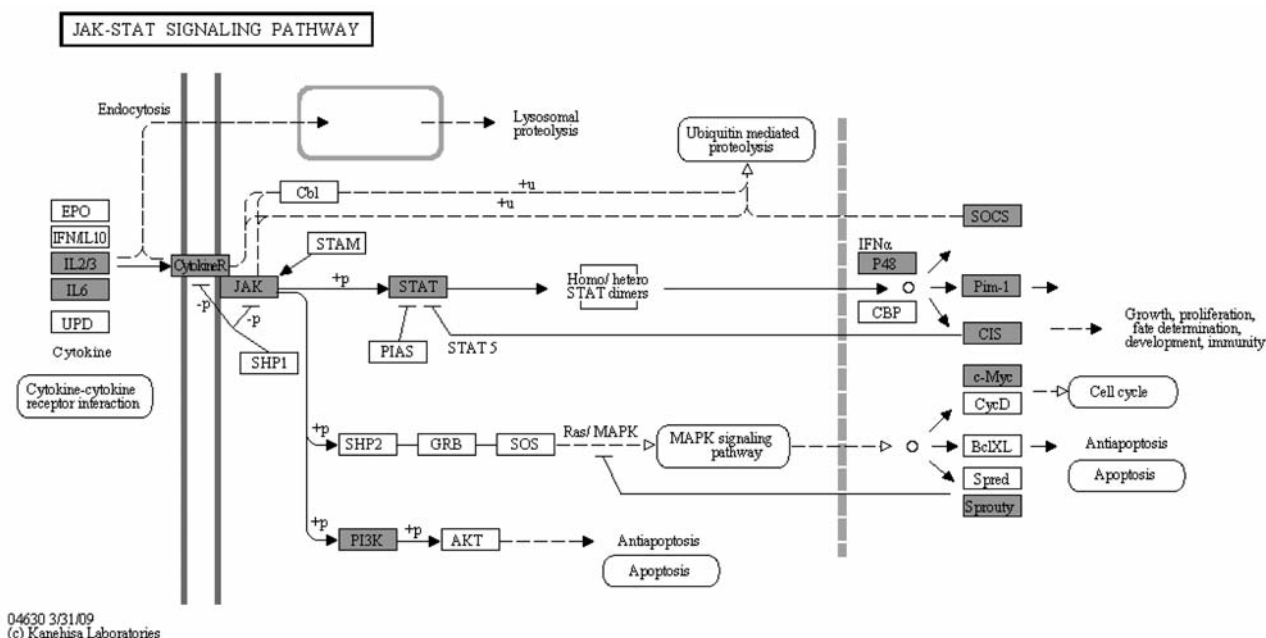 JAK-STAT SIGNALING PATHWAY
Endocytosis
Lysosomal
proteolysis
Ubiquitin mediated
proteolysis
Cbl
+u
+u
EPO
IFN/IL10
IL2/3
IL6
UPD
Cytokine
Cytokine-cytokine
receptor interaction
CytokineR
JAK
STAM
-p
-p
SHP1
+p
STAT
PIAS
STAT 5
Homo/ hetero
STAT dimers
IFNα
P48
CBP
SOCS
Pim-1
CIS
Growth, proliferation,
fate determination,
development, immunity
c-Myc
CycD
Cell cycle
+p
SHP2
GRB
SOS
Ras/ MAPK
MAPK signaling
pathway
BclXL
Antiapoptosis
Spred
Apoptosis
Sprouty
+p
PI3K
+p
AKT
Antiapoptosis
Apoptosis
04630 3/31/09
(c) Kanehisa Laboratories